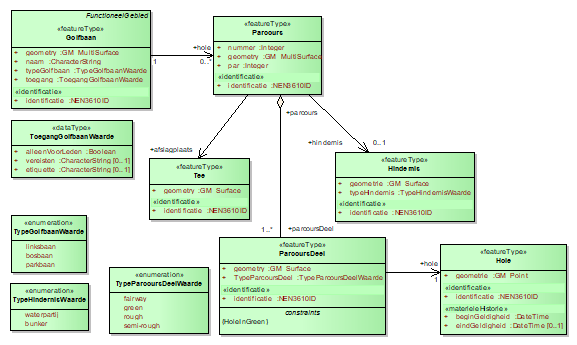 FunctioneelGebied
«featureType»
Golfbaan
+ geometry :GM_MultiSurface
+ naam :CharacterString
+ typeGolfbaan :TypeGolfbaanWaarde
+ toegang :ToegangGolfbaanWaarde
«identificatie»
+ identificatie :NEN3610ID
1
+hole
0..*
«featureType»
Parcours
+ nummer :Integer
+ geometry :GM_MultiSurface
+ par :Integer
«identificatie»
+ identificatie :NEN3610ID
«dataType»
ToegangGolfbaanWaarde
+ alleenVoorLeden :Boolean
+ vereisten :CharacterString [0..1]
+ etiquette :CharacterString [0..1]
+afslagplaats
+parcours
+hindernis
0..1
«featureType»
Tee
+ geometry :GM_Surface
«identificatie»
+ identificatie :NEN3610ID
«featureType»
Hindernis
+ geometrie :GM_Surface
+ typeHindernis :TypeHindernisWaarde
«identificatie»
+ identificatie :NEN3610ID
«enumeration»
TypeGolfbaanWaarde
linksbaan
bosbaan
parkbaan
1..*
+parcoursDeel
«featureType»
ParcoursDeel
+ geometry :GM_Surface
+ TypeParcoursDeel :TypeParcoursDeelWaarde
«identificatie»
+ identificatie :NEN3610ID
constraints
{HoleInGreen}
+hole
1
«featureType»
Hole
+ geometrie :GM_Point
«identificatie»
+ identificatie :NEN3610ID
«materieleHistorie»
+ beginGeldigheid :DateTime
+ eindGeldigheid :DateTime [0..1]
«enumeration»
TypeParcoursDeelWaarde
fairway
green
rough
semi-rough
«enumeration»
TypeHindernisWaarde
waterpartij
bunker